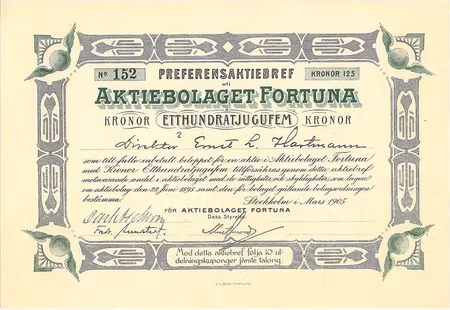 Nº 152 PREFERENSAKTIEBREF KRONOR 125
uti
AKTIEBOLAGET FORTUNA
KRONOR ETTHUNDRATJUGUFEM KRONOR
Direktör Ernst L. Hartmann
som till fullo inbetalt beloppet för en aktie i Aktiebolaget Fortuna
med Kronor Etthundratjugufem tillförsäkras genom detta aktiebref
motsvarande andel i aktiebolaget med de rättigheter och skyldigheter, som lagen
om aktiebolag den 28 Juni 1895 samt den för bolaget gällande bolagsordningen
bestämma.
Stockholm i Mars 1905
FÖR AKTIEBOLAGET FORTUNA
Dess Styrelse
Med detta aktiebref följa 10 ut-
delningskuponger jämte talong.